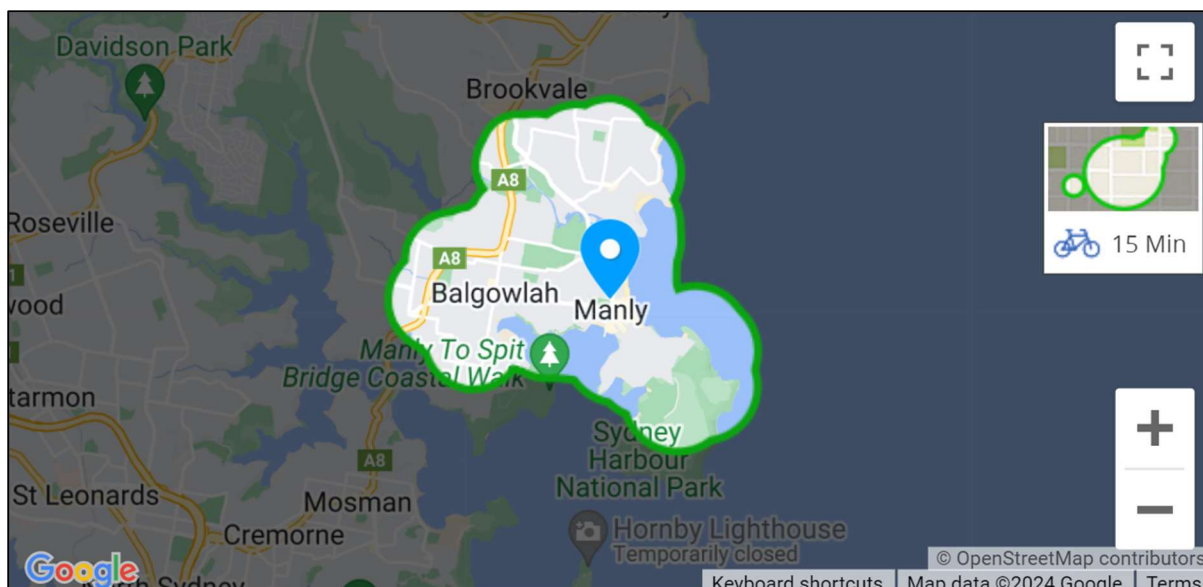 Davidson Park
Brookvale
A8
Roseville
15 Min
A8
Balgowlah
Manly
wood
Manly To Spit
Bridge Coastal Walk
tarmon
Sydney
Harbour
National Park
A8
St Leonards
Mosman
Cremorne
Hornby Lighthouse
Temporarily closed
© OpenStreetMap contributors
Google
North Sydney
Keyboard shortcuts
Map data ©2024 Google
Terms